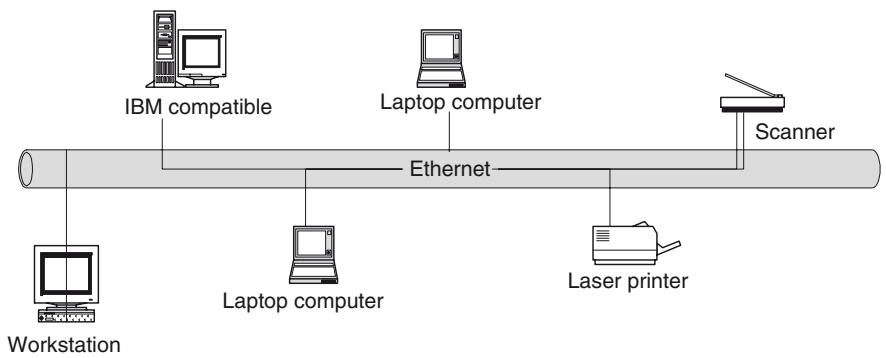 IBM compatible
Laptop computer
Scanner
Ethernet
Laptop computer
Laser printer
Workstation